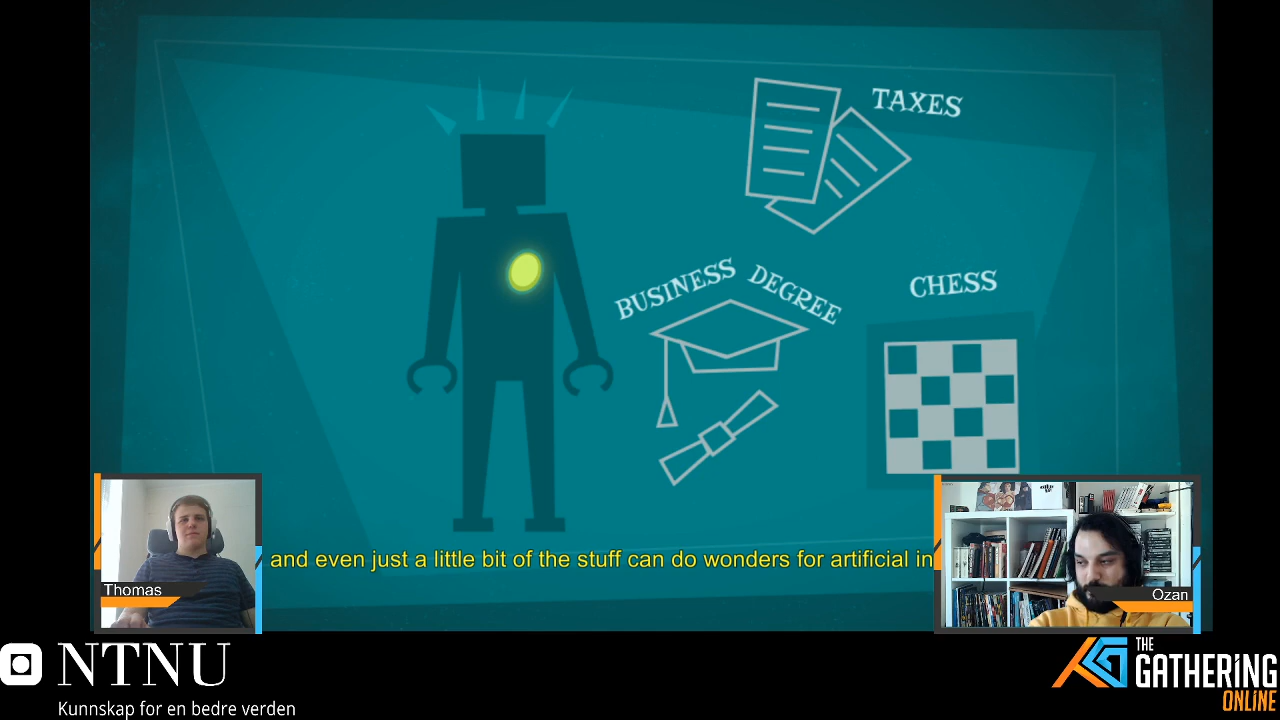 TAXES
BUSINESS DEGREE
CHESS
and even just a little bit of the stuff can do wonders for artificial in
Thomas
Ozan
NTNU
Kunnskap for en bedre verden
THE
GATHERING
ONLINE